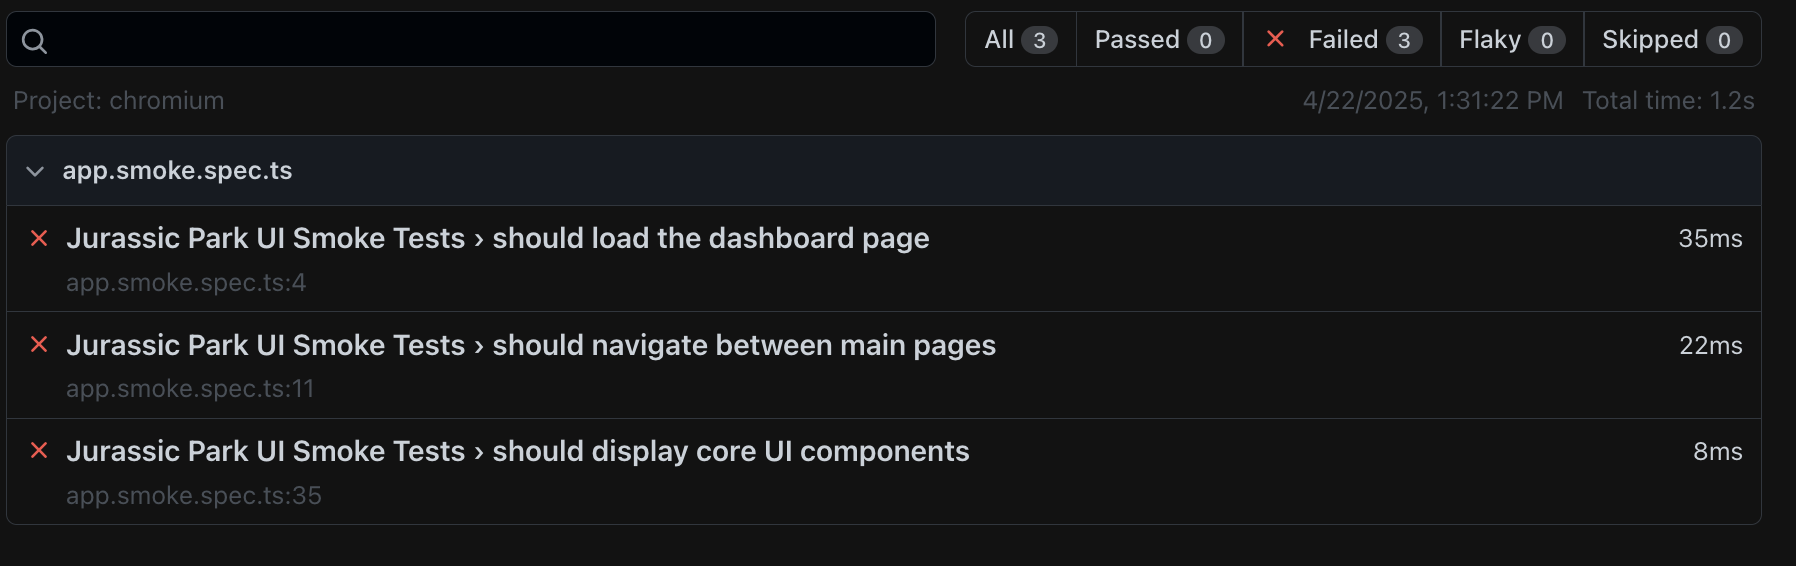 All 3 Passed 0 Failed 3 Flaky 0 Skipped 0
Project: chromium 4/22/2025, 1:31:22 PM Total time: 1.2s
app.smoke.spec.ts
Jurassic Park UI Smoke Tests › should load the dashboard page 35ms
app.smoke.spec.ts:4
Jurassic Park UI Smoke Tests › should navigate between main pages 22ms
app.smoke.spec.ts:11
Jurassic Park UI Smoke Tests › should display core UI components 8ms
app.smoke.spec.ts:35